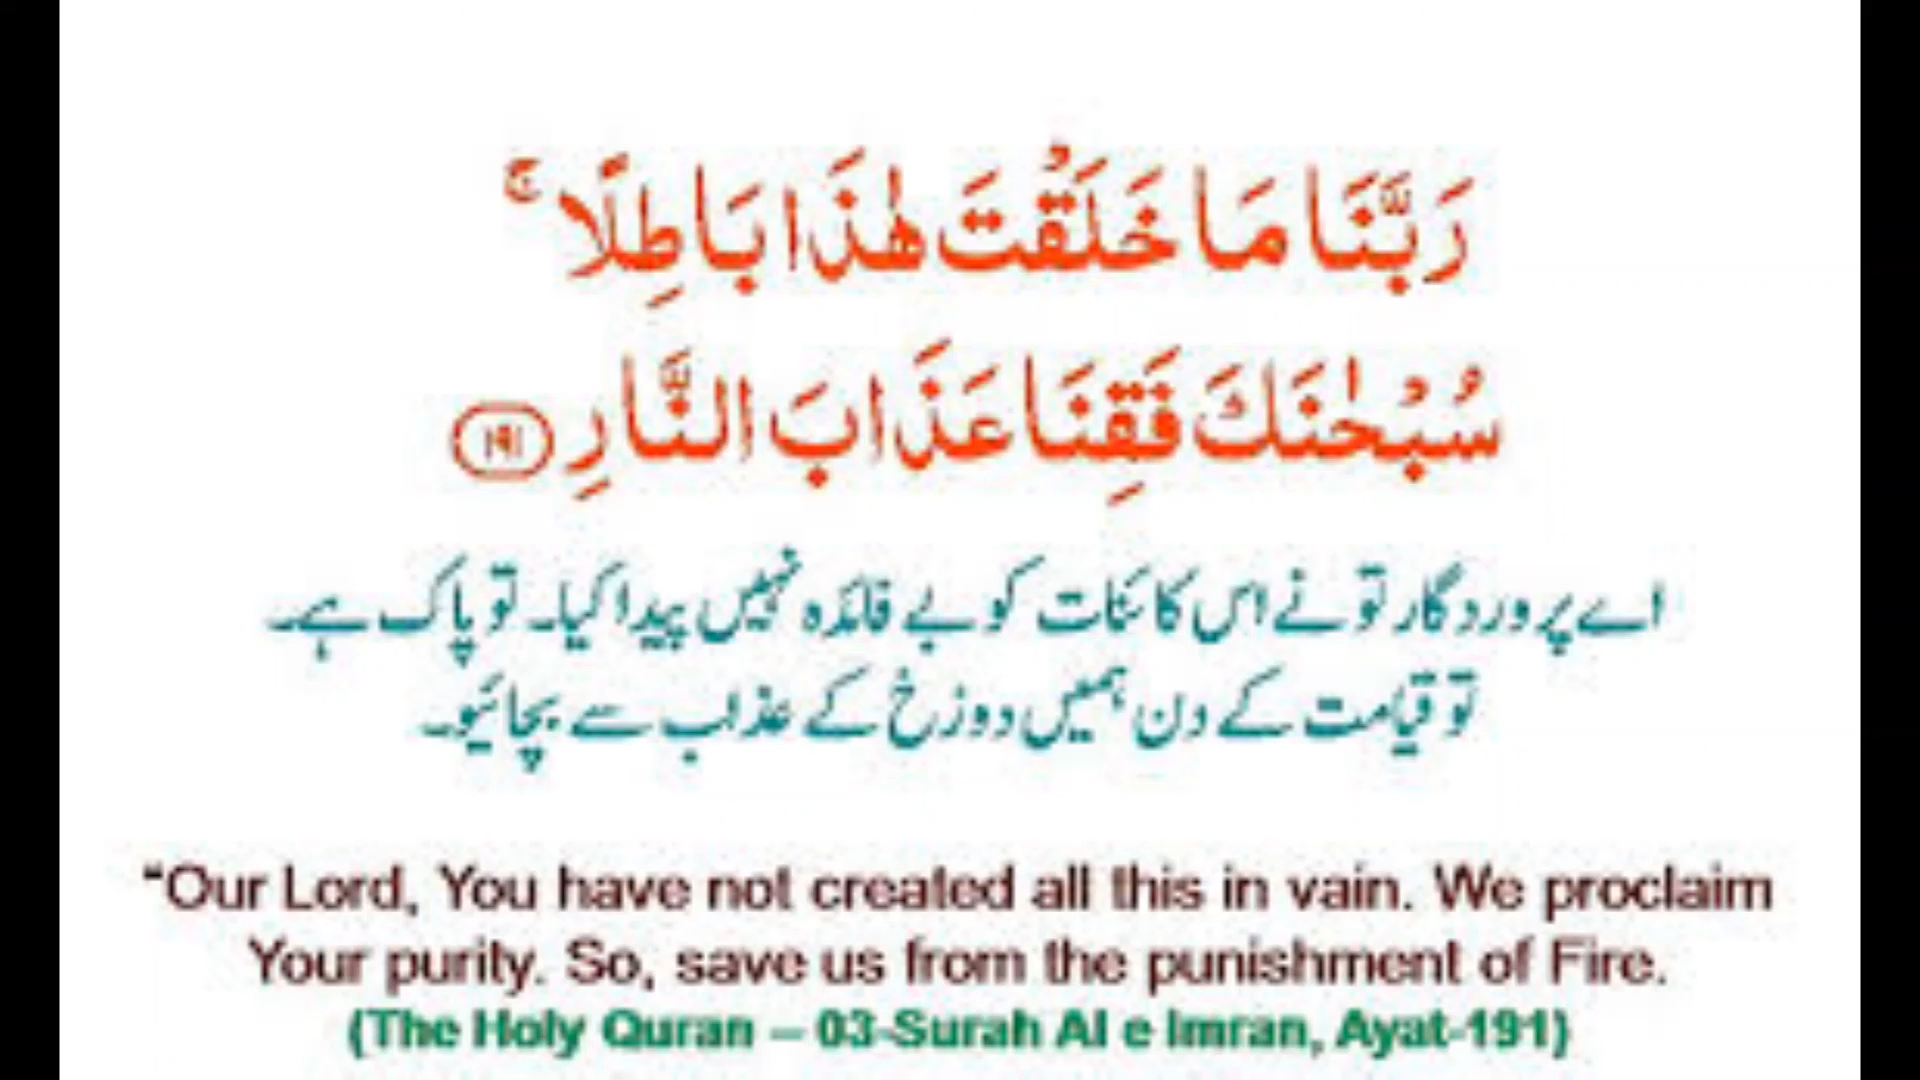 رَبَّنَا مَا خَلَقْتَ هٰذَا بَاطِلًا ۚ
سُبْحٰنَكَ فَقِنَا عَذَابَ النَّارِ ﴿۱۹۱﴾
اے پروردگار تو نے اس کائنات کو بے فائدہ نہیں پیدا کیا۔ تو پاک ہے۔
تو قیامت کے دن ہمیں دوزخ کے عذاب سے بچائیو۔
“Our Lord, You have not created all this in vain. We proclaim
Your purity. So, save us from the punishment of Fire.
(The Holy Quran – 03-Surah Al e Imran, Ayat-191)